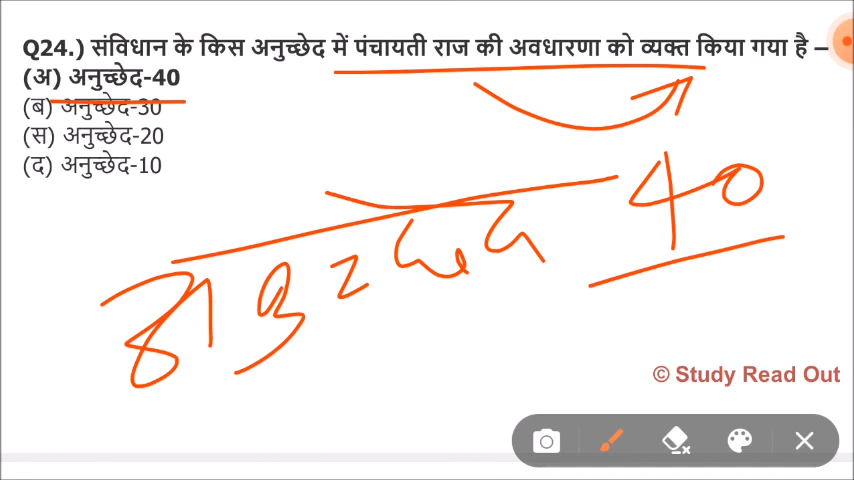 Q24.) संविधान के किस अनुच्छेद में पंचायती राज की अवधारणा को व्यक्त किया गया है –
(अ) अनुच्छेद-40
(ब) अनुच्छेद-30
(स) अनुच्छेद-20
(द) अनुच्छेद-10
अनुच्छेद 40
© Study Read Out